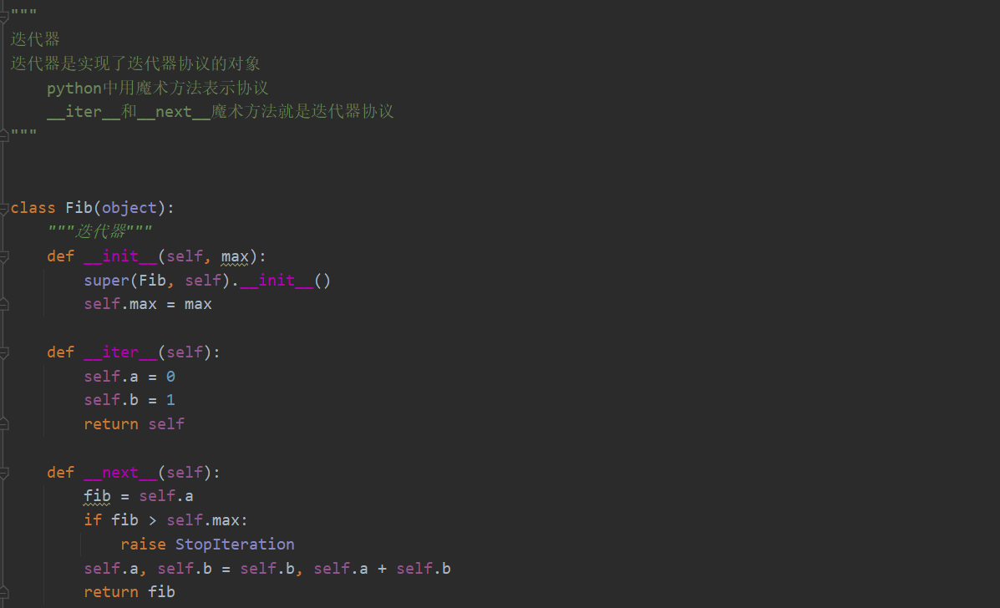 """
迭代器
迭代器是实现了迭代器协议的对象
    python中用魔术方法表示协议
    __iter__和__next__魔术方法就是迭代器协议
"""
class Fib(object):
    """迭代器"""
    def __init__(self, max):
        super(Fib, self).__init__()
        self.max = max
    def __iter__(self):
        self.a = 0
        self.b = 1
        return self
    def __next__(self):
        fib = self.a
        if fib > self.max:
            raise StopIteration
        self.a, self.b = self.b, self.a + self.b
        return fib